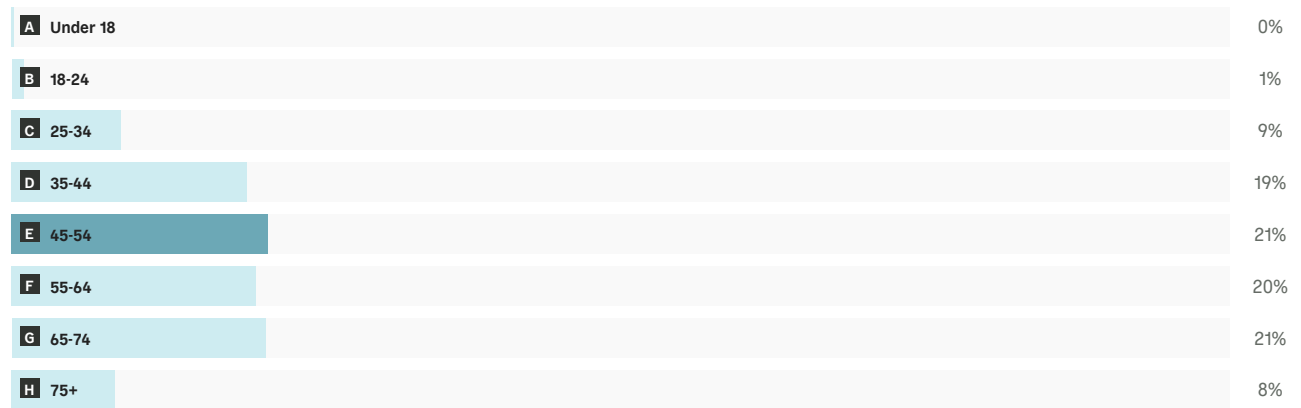 A Under 18 0%
B 18-24 1%
C 25-34 9%
D 35-44 19%
E 45-54 21%
F 55-64 20%
G 65-74 21%
H 75+ 8%